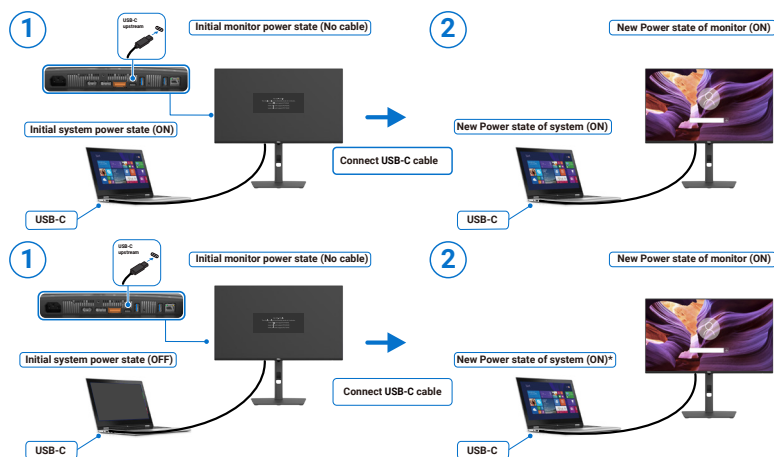 1
USB-C
upstream
Initial monitor power state (No cable)
2
New Power state of monitor (ON)
Initial system power state (ON)
New Power state of system (ON)
Connect USB-C cable
USB-C
USB-C
1
USB-C
upstream
Initial monitor power state (No cable)
2
New Power state of monitor (ON)
Initial system power state (OFF)
New Power state of system (ON)*
Connect USB-C cable
USB-C
USB-C